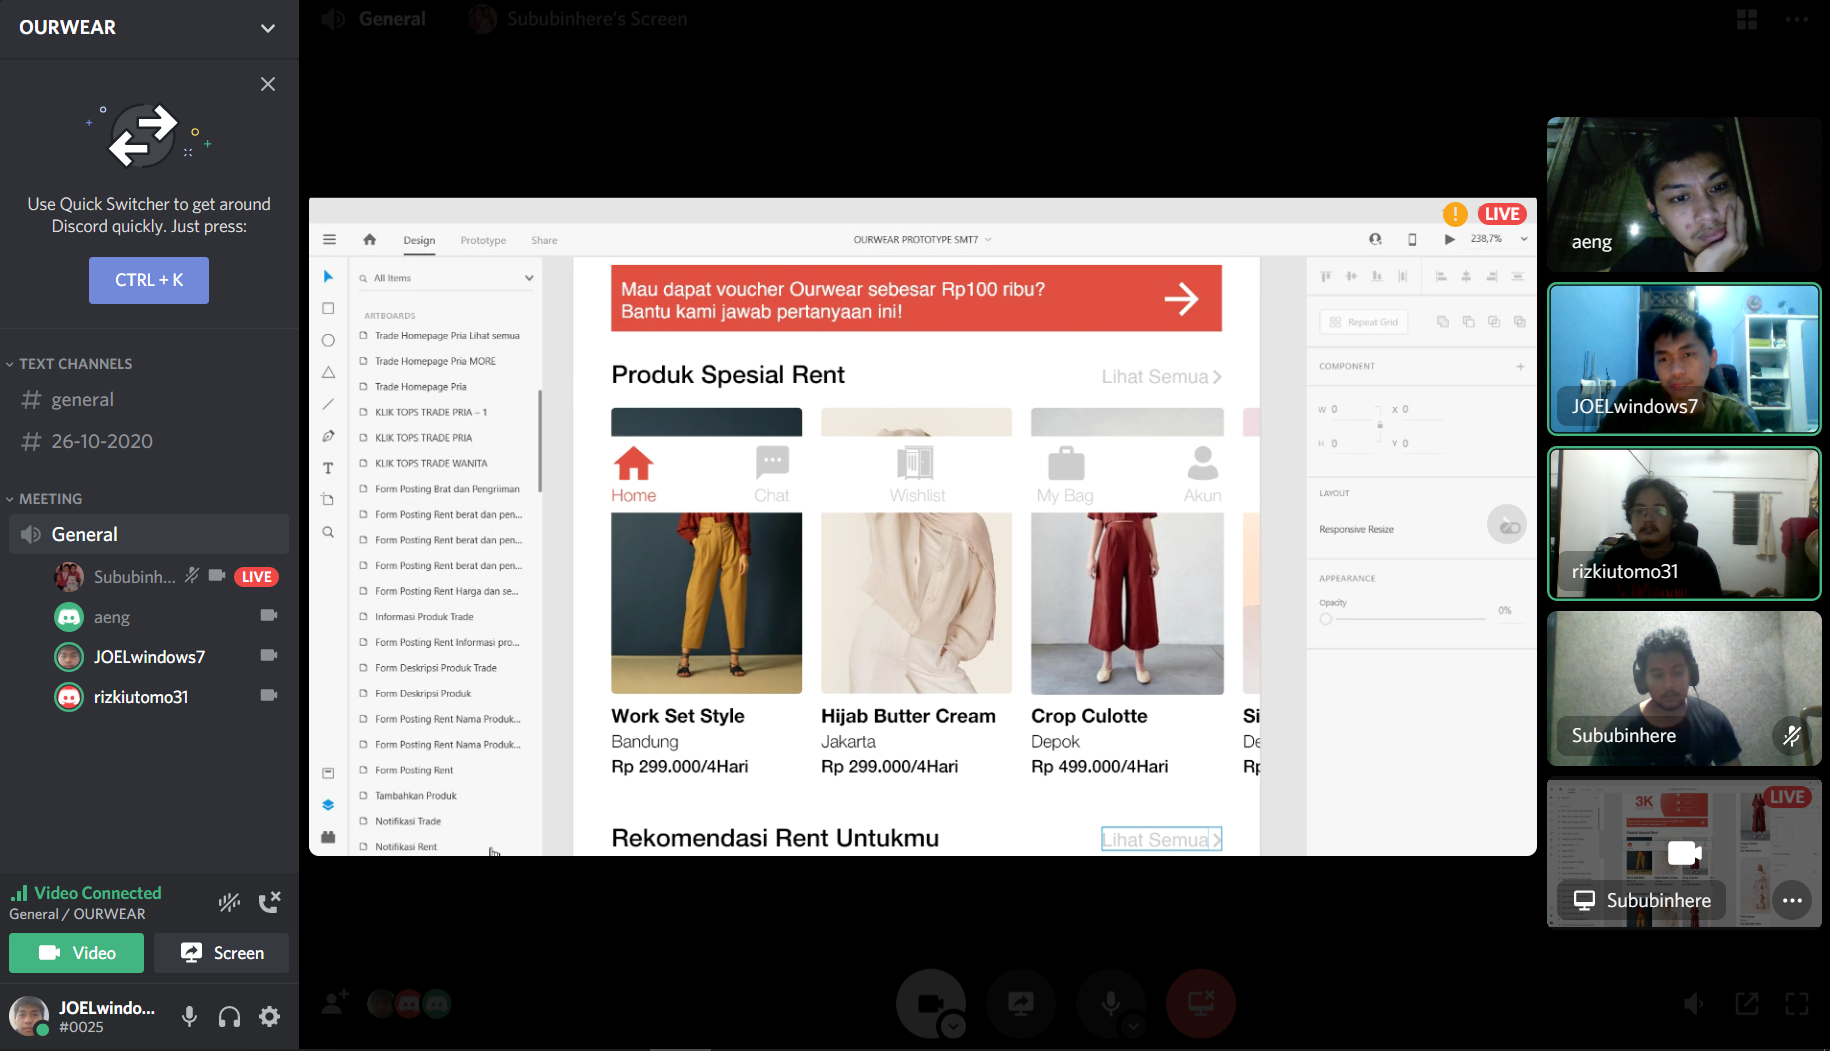 OURWEAR
Use Quick Switcher to get around
Discord quickly. Just press:
CTRL + K
TEXT CHANNELS
# general
# 26-10-2020
MEETING
General
Sububinh... LIVE
aeng
JOELwindows7
rizkiutomo31
Video Connected
General / OURWEAR
Video
Screen
JOELwindo...
#0025
General
Sububinhere's Screen
LIVE
Design
Prototype
Share
OURWEAR PROTOTYPE SMT7
238,7%
All Items
ARTBOARDS
Trade Homepage Pria Lihat semua
Trade Homepage Pria MORE
Trade Homepage Pria
KLIK TOPS TRADE PRIA – 1
KLIK TOPS TRADE PRIA
KLIK TOPS TRADE WANITA
Form Posting Brat dan Pengriiman
Form Posting Rent berat dan pen...
Form Posting Rent berat dan pen...
Form Posting Rent berat dan pen...
Form Posting Rent Harga dan se...
Informasi Produk Trade
Form Posting Rent Informasi pro...
Form Deskripsi Produk Trade
Form Deskripsi Produk
Form Posting Rent Nama Produk...
Form Posting Rent Nama Produk...
Form Posting Rent
Tambahkan Produk
Notifikasi Trade
Notifikasi Rent
Mau dapat voucher Ourwear sebesar Rp100 ribu?
Bantu kami jawab pertanyaan ini!
Produk Spesial Rent
Lihat Semua
Home
Chat
Wishlist
My Bag
Akun
Work Set Style
Bandung
Rp 299.000/4Hari
Hijab Butter Cream
Jakarta
Rp 299.000/4Hari
Crop Culotte
Depok
Rp 499.000/4Hari
Si
De
Rp
Rekomendasi Rent Untukmu
Lihat Semua
Repeat Grid
COMPONENT
W 0
X 0
H 0
Y 0
LAYOUT
Responsive Resize
APPEARANCE
Opacity
0%
aeng
JOELwindows7
rizkiutomo31
Sububinhere
3K
LIVE
Sububinhere